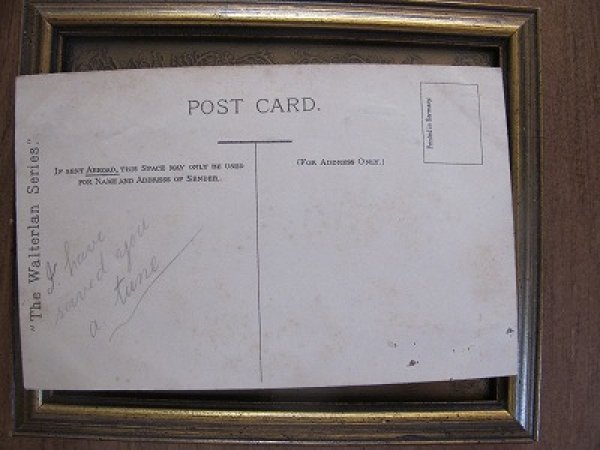 POST CARD.
"The Walterlan Series."
IF SENT ABROAD, THIS SPACE MAY ONLY BE USED
FOR NAME AND ADDRESS OF SENDER.
(FOR ADDRESS ONLY.)
Printed in Germany.
I have
saved you
a tune